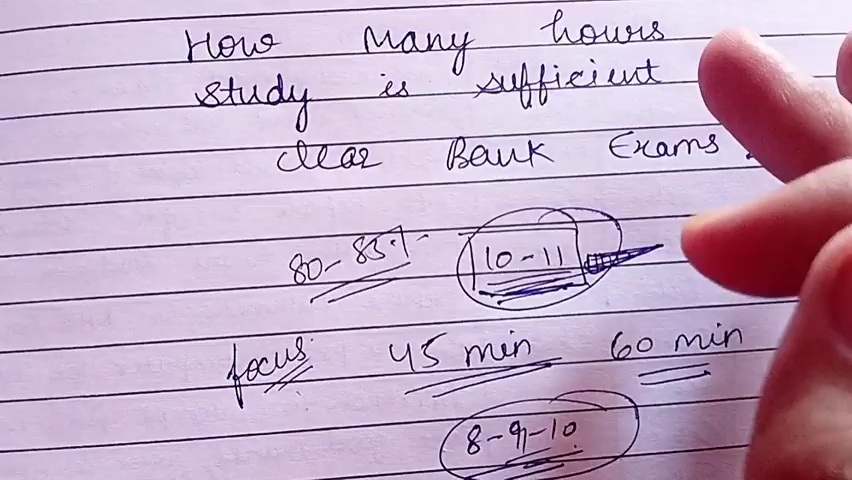 How Many hours
study is sufficient
clear Bank Exams.
80-85% 10-11
focus 45 min 60 min
8-9-10